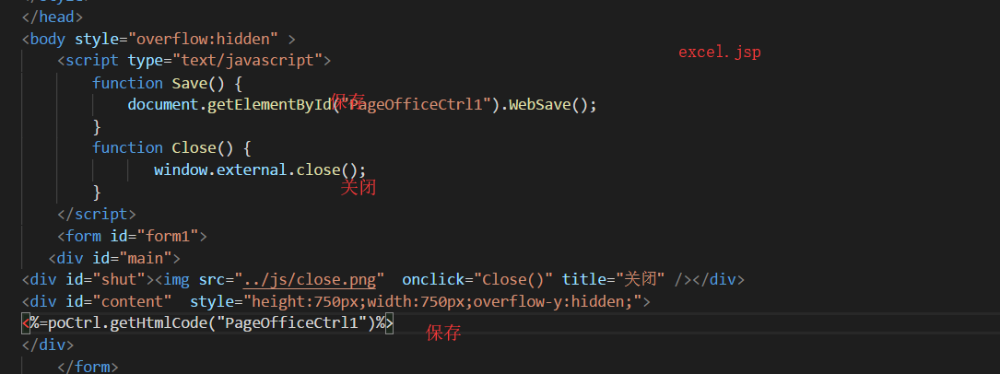 </head>
<body style="overflow:hidden" >
excel.jsp
<script type="text/javascript">
function Save() {
document.getElementById("PageOfficeCtrl1").WebSave();
保存
}
function Close() {
window.external.close();
关闭
}
</script>
<form id="form1">
<div id="main">
<div id="shut"><img src="../js/close.png"  onclick="Close()" title="关闭" /></div>
<div id="content"  style="height:750px;width:750px;overflow-y:hidden;">
<%=poCtrl.getHtmlCode("PageOfficeCtrl1")%>
保存
</div>
</form>